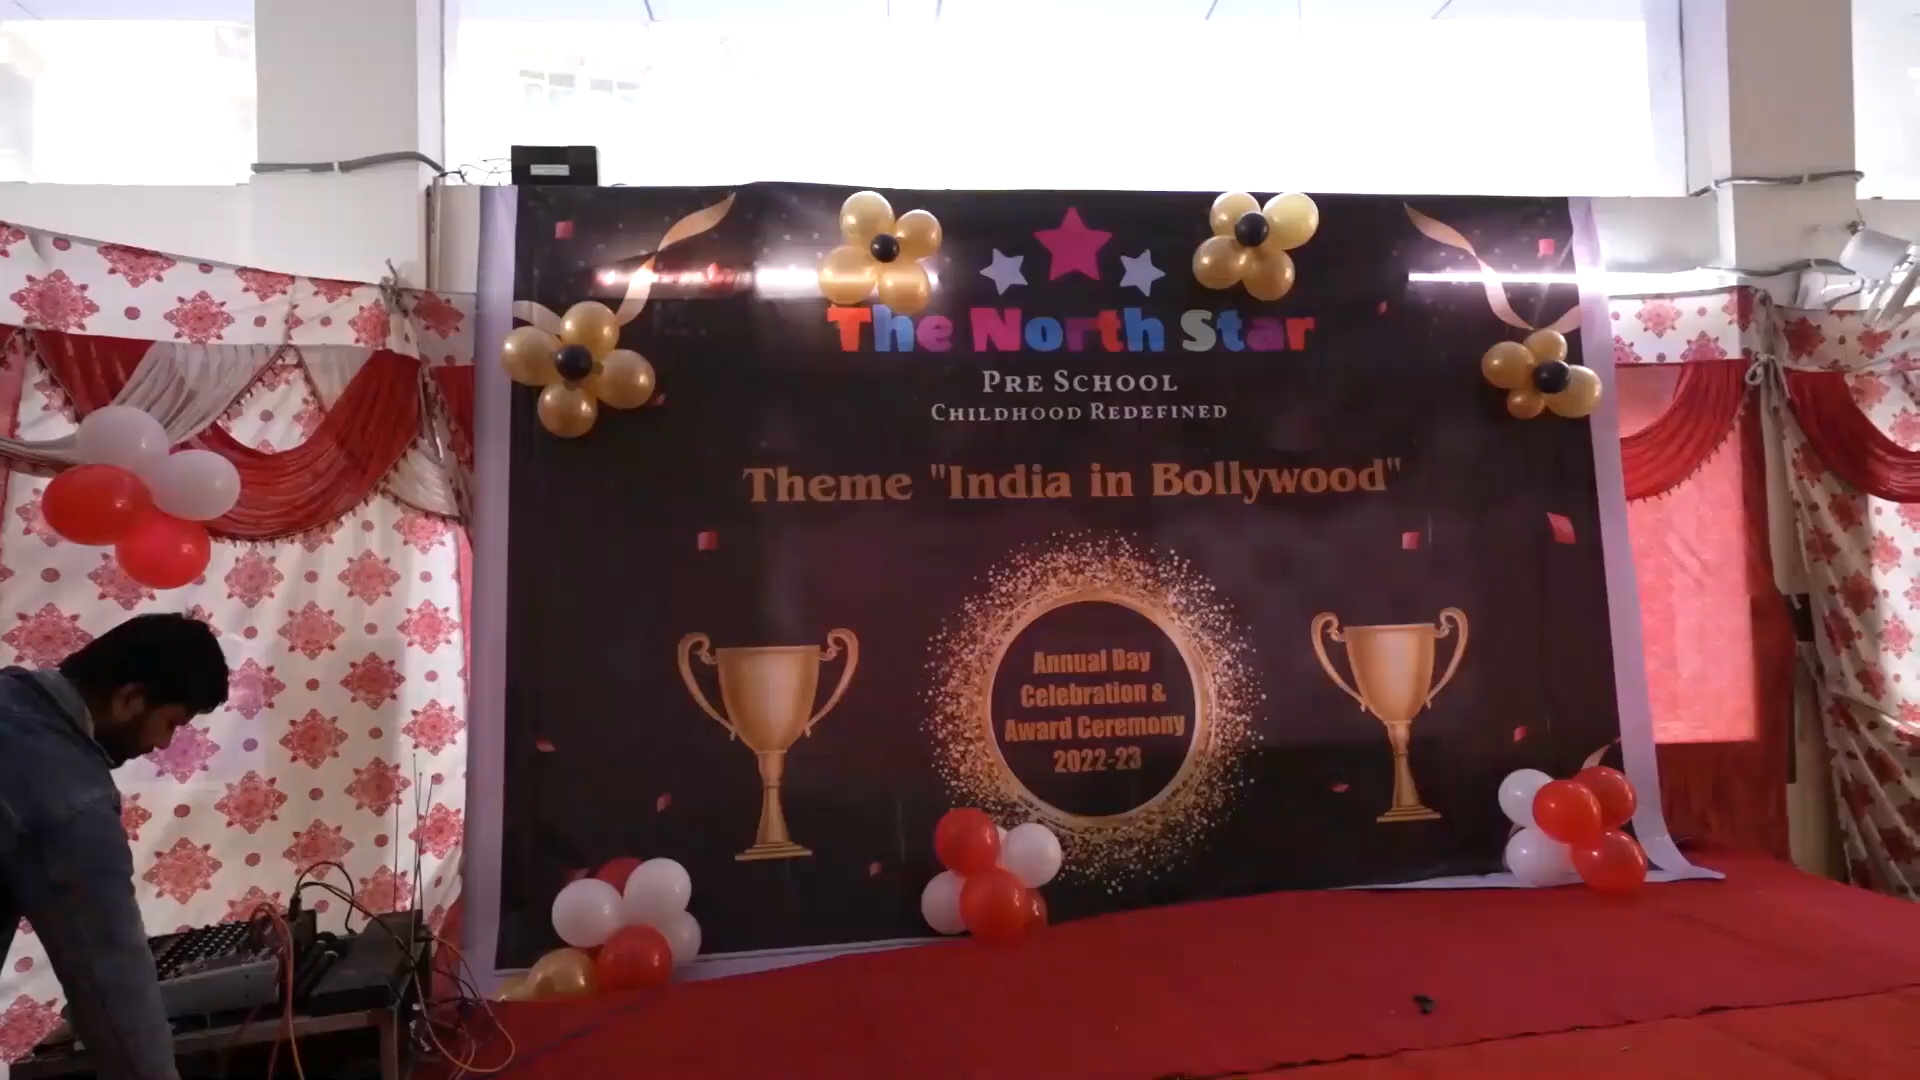 The North Star
PRE SCHOOL
CHILDHOOD REDEFINED
Theme "India in Bollywood"
Annual Day
Celebration &
Award Ceremony
2022-23